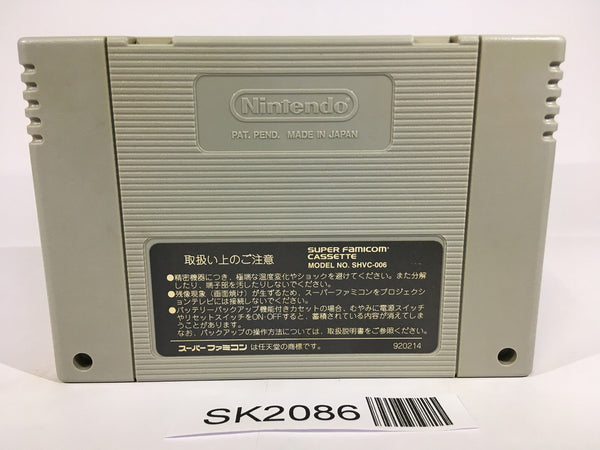 Nintendo
PAT. PEND. MADE IN JAPAN
取扱い上のご注意
SUPER FAMICOM
CASSETTE
MODEL NO. SHVC-006
●精密機器につき、極端な温度変化やショックを避けてください。また分解
したり、端子部を汚したりしないでください。
●残像現象（画面焼け）が生ずるため、スーパーファミコンをプロジェクシ
ョンテレビには接続しないでください。
●バッテリーバックアップ機能付きカセットの場合、むやみに電源スイッチ
やリセットスイッチをON OFFすると、蓄積されている内容が消えてしま
うことがあります。
なお、バックアップの操作方法については、取扱説明書をご参照ください。
スーパーファミコン は任天堂の商標です。
920214
SK2086